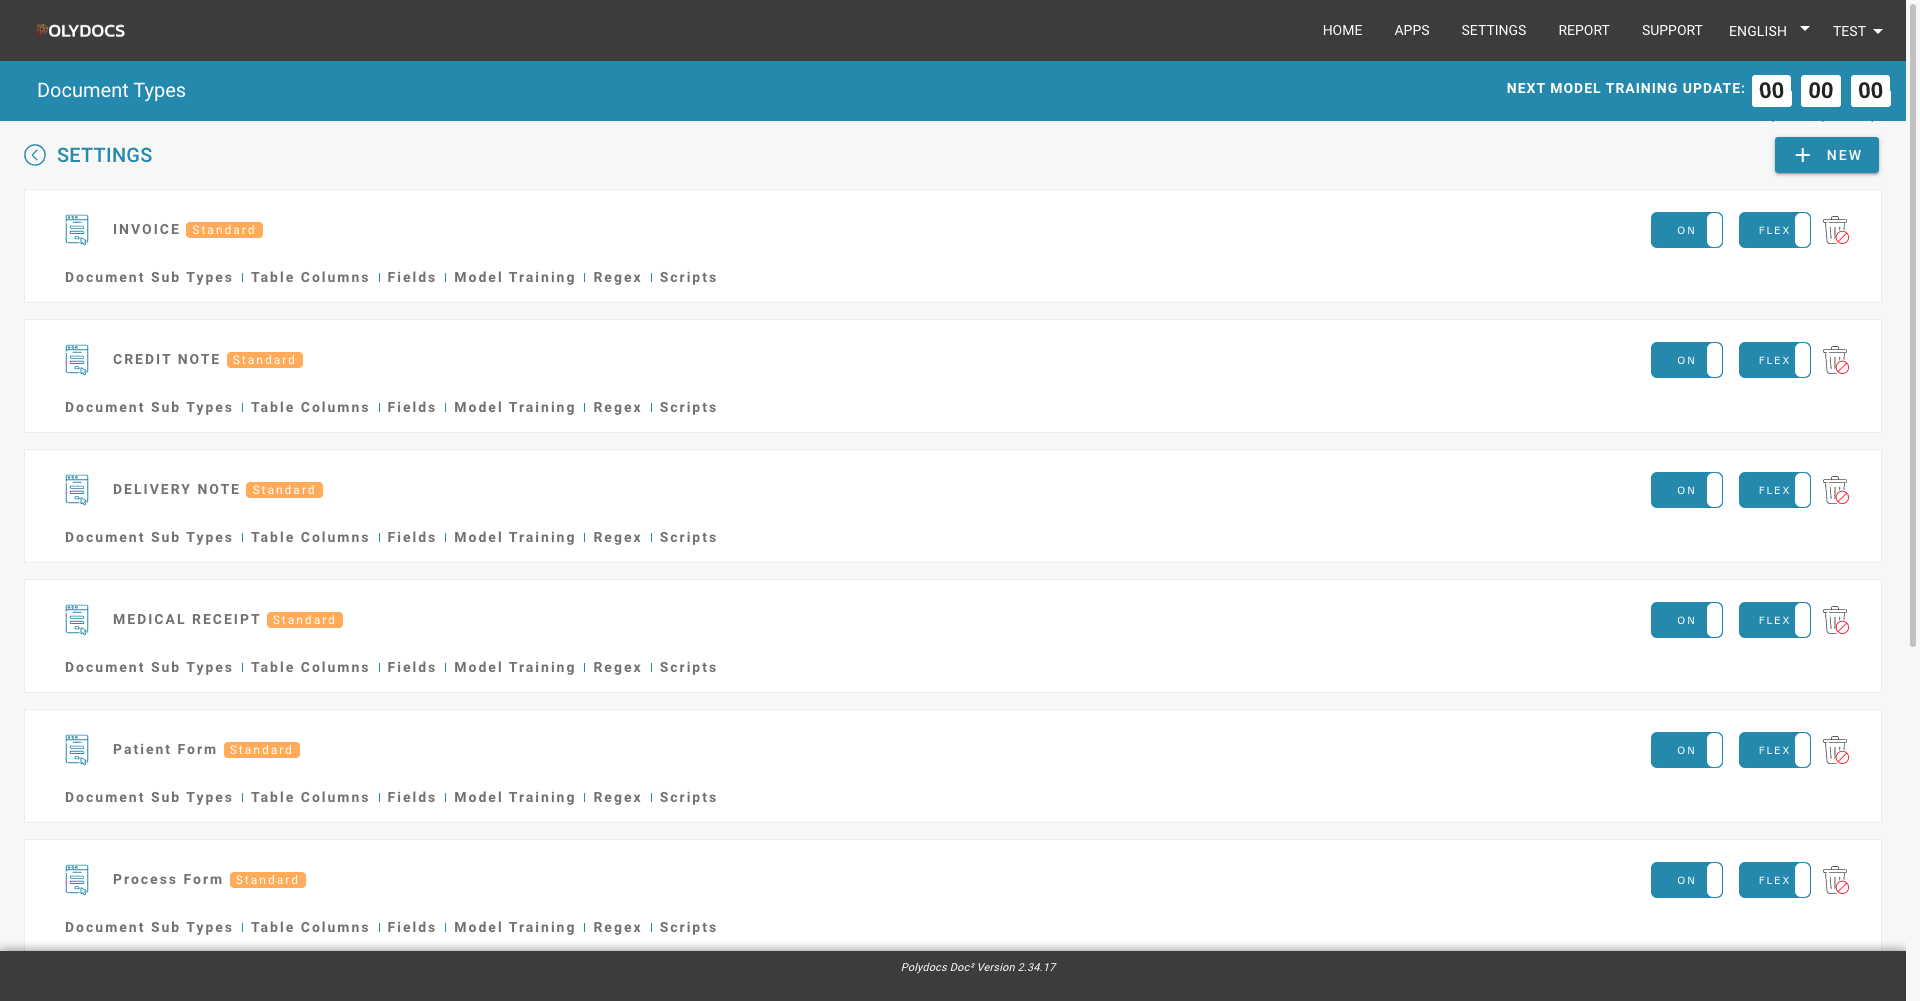 POLYDOCS HOME APPS SETTINGS REPORT SUPPORT ENGLISH TEST
Document Types NEXT MODEL TRAINING UPDATE: 00 00 00
SETTINGS NEW
INVOICE Standard ON FLEX
Document Sub Types Table Columns Fields Model Training Regex Scripts
CREDIT NOTE Standard ON FLEX
Document Sub Types Table Columns Fields Model Training Regex Scripts
DELIVERY NOTE Standard ON FLEX
Document Sub Types Table Columns Fields Model Training Regex Scripts
MEDICAL RECEIPT Standard ON FLEX
Document Sub Types Table Columns Fields Model Training Regex Scripts
Patient Form Standard ON FLEX
Document Sub Types Table Columns Fields Model Training Regex Scripts
Process Form Standard ON FLEX
Document Sub Types Table Columns Fields Model Training Regex Scripts
Polydocs Doc² Version 2.34.17